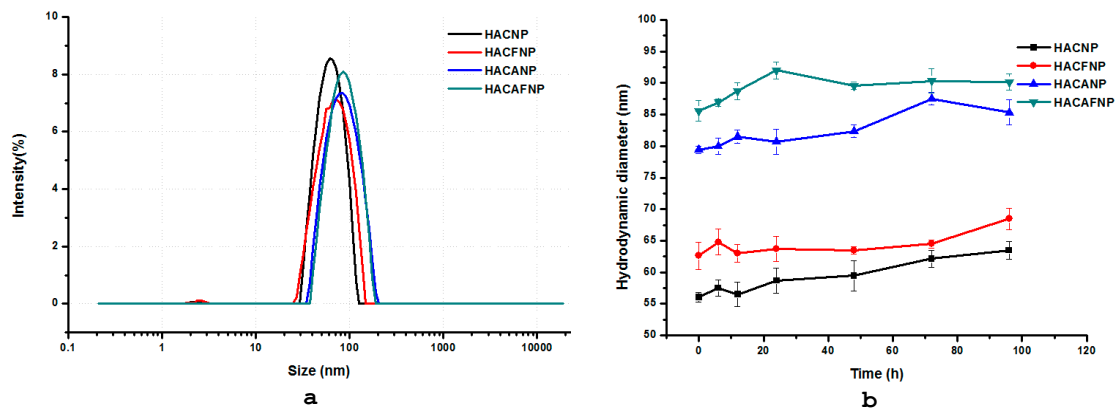 10
8
6
4
2
0
Intensity(%)
0.1 1 10 100 1000 10000
Size (nm)
HACNP
HACFNP
HACANP
HACAFNP
a
100
95
90
85
80
75
70
65
60
55
50
Hydrodynamic diameter (nm)
0 20 40 60 80 100 120
Time (h)
HACNP
HACFNP
HACANP
HACAFNP
b